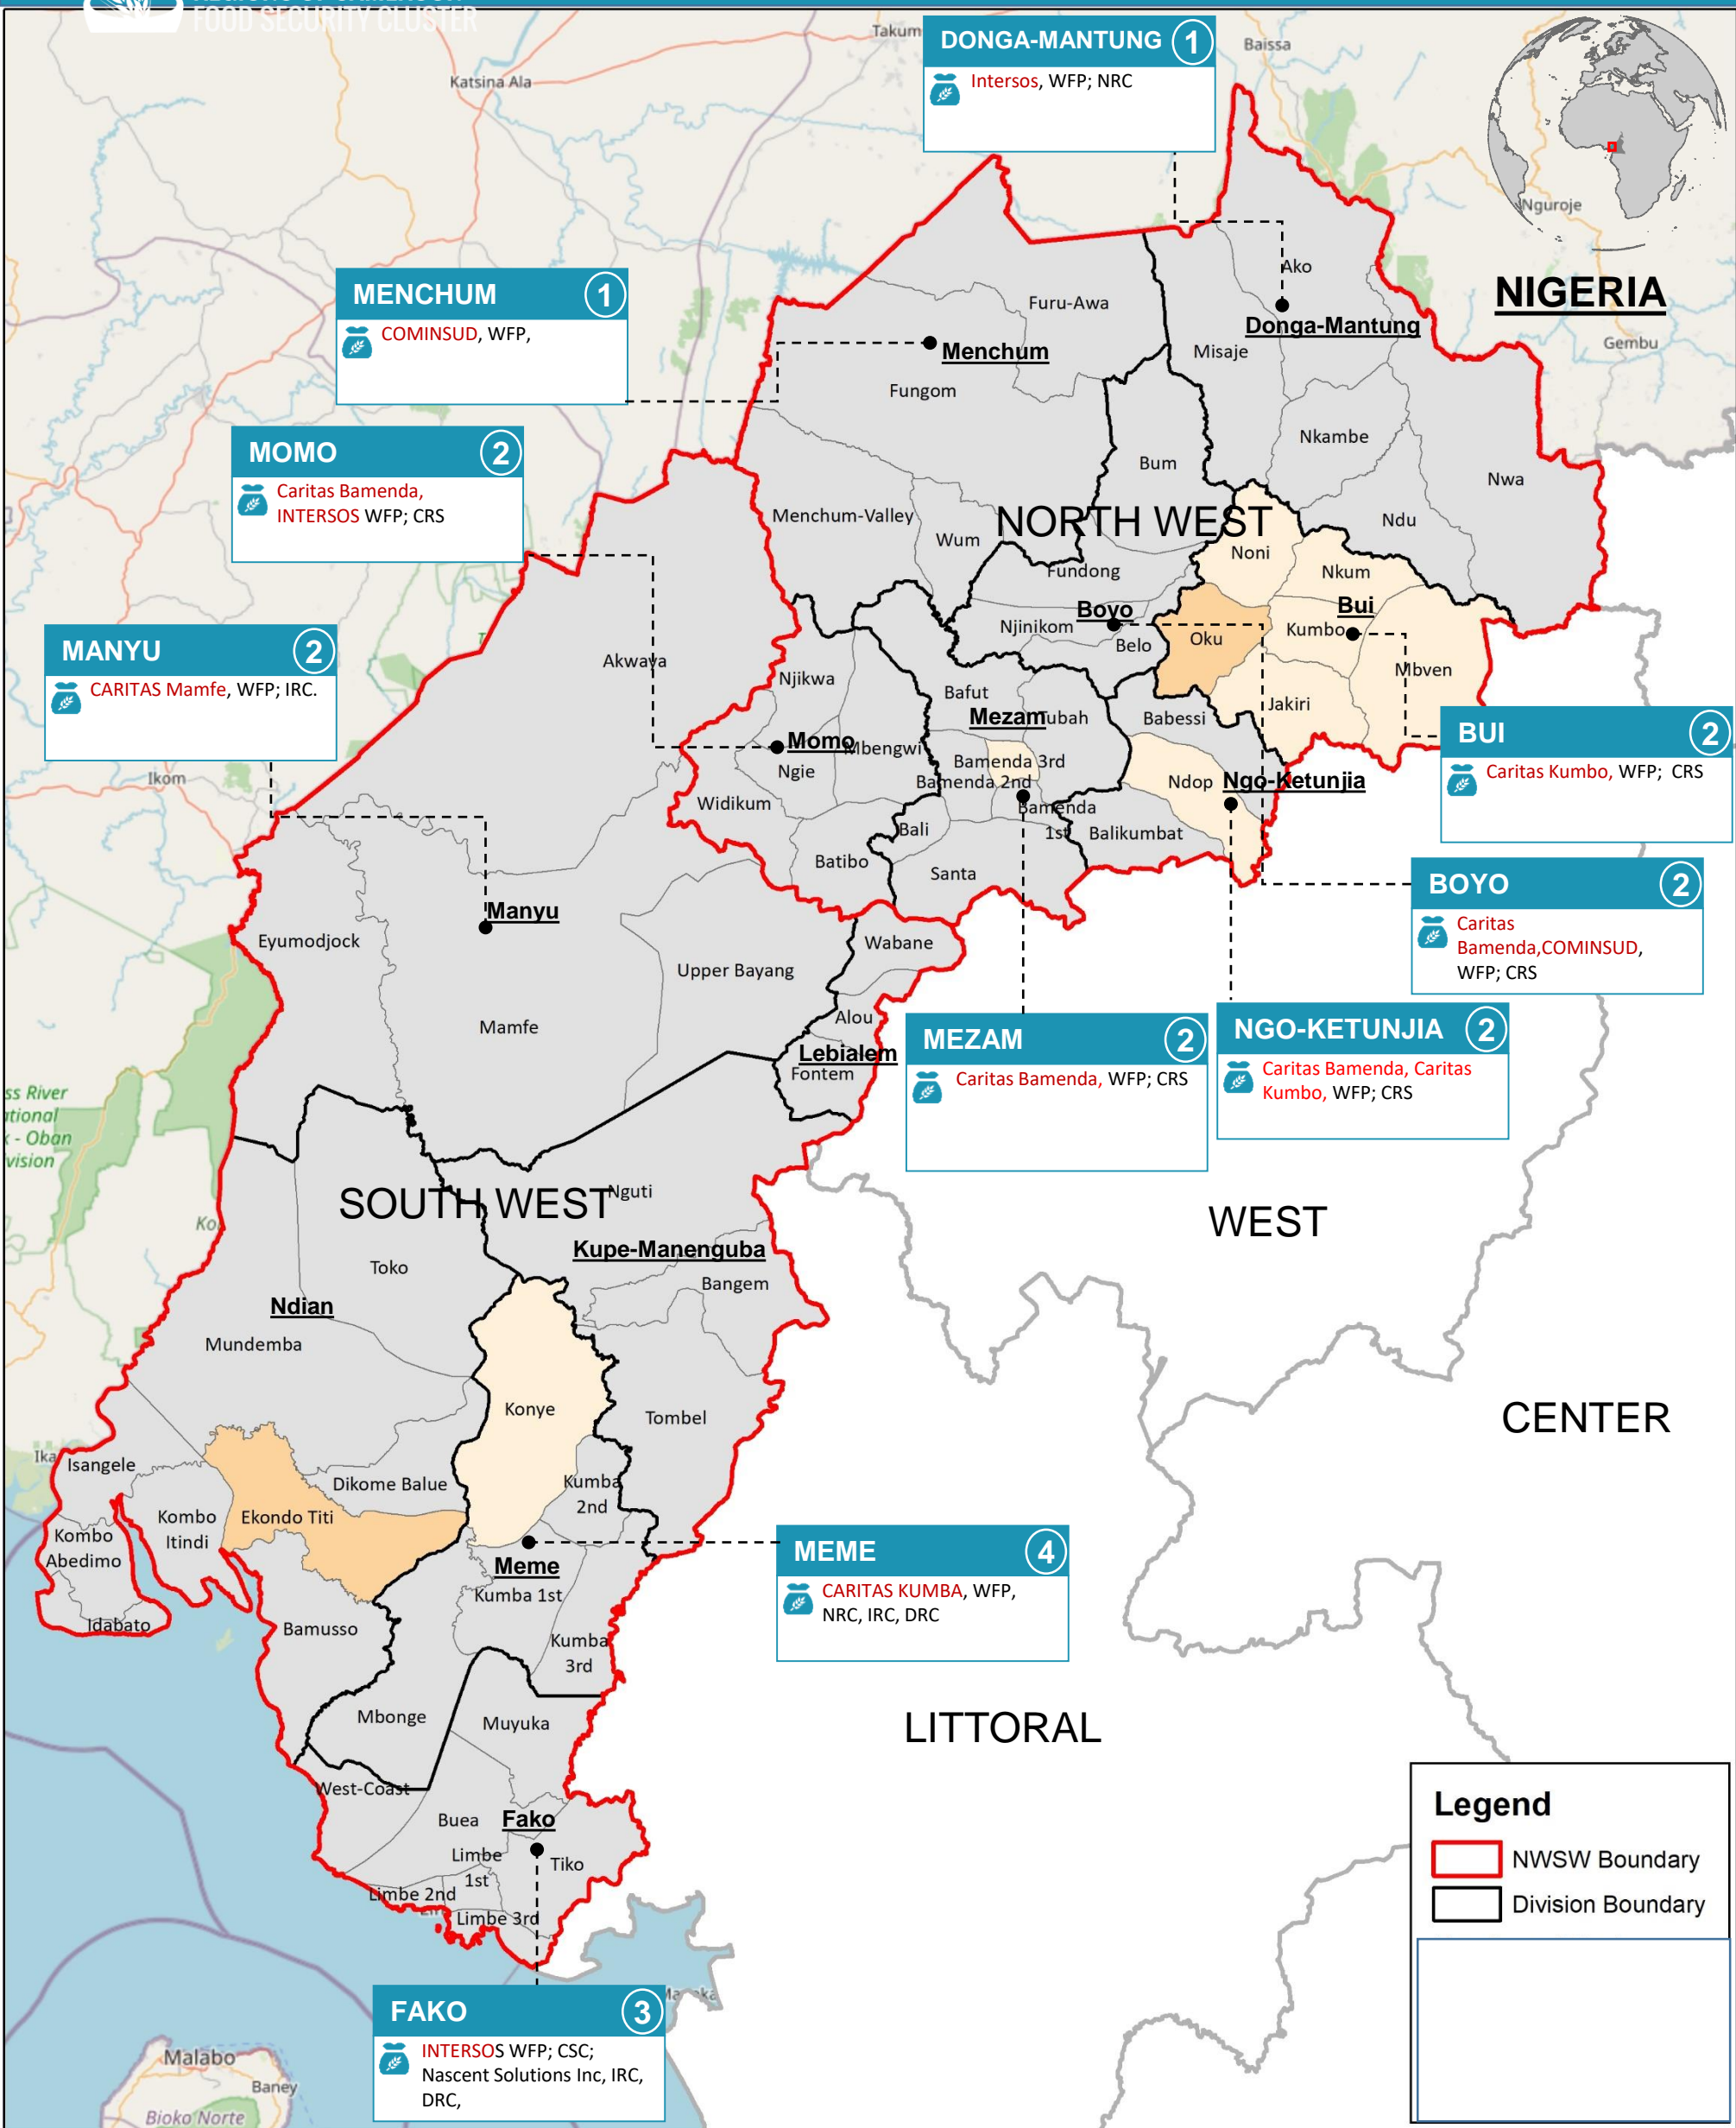 FOOD SECURITY CLUSTER
Takum
Katsina Ala
Baissa
Nguroje
Gembu
NIGERIA
DONGA-MANTUNG 1
Intersos, WFP; NRC
MENCHUM 1
COMINSUD, WFP,
MOMO 2
Caritas Bamenda,
INTERSOS WFP; CRS
MANYU 2
CARITAS Mamfe, WFP; IRC.
Ikom
Ako
Furu-Awa
Donga-Mantung
Menchum
Misaje
Fungom
Nkambe
Bum
Nwa
Menchum-Valley
NORTH WEST
Ndu
Wum
Noni
Fundong
Nkum
Boyo
Bui
Njinikom
Kumbo
Belo
Oku
Akwaya
Mbven
Njikwa
Bafut
Jakiri
Mezam
Tubah
Babessi
Momo
Mbengwi
Bamenda 3rd
Ngie
Bamenda 2nd
Ndop
Ngo-Ketunjia
Widikum
Bamenda
1st
Bali
Balikumbat
Batibo
Santa
BUI 2
Caritas Kumbo, WFP; CRS
BOYO 2
Caritas
Bamenda,COMINSUD,
WFP; CRS
Manyu
Eyumodjock
Wabane
Upper Bayang
Mamfe
Alou
Lebialem
Fontem
MEZAM 2
Caritas Bamenda, WFP; CRS
NGO-KETUNJIA 2
Caritas Bamenda, Caritas
Kumbo, WFP; CRS
ss River
ational
k - Oban
vision
SOUTH WEST
Nguti
WEST
Kupe-Manenguba
Toko
Bangem
Ndian
Mundemba
Konye
Tombel
CENTER
Isangele
Dikome Balue
Kumba
2nd
Kombo
Itindi
Ekondo Titi
Kombo
Abedimo
Meme
Kumba 1st
MEME 4
CARITAS KUMBA, WFP,
NRC, IRC, DRC
Idabato
Bamusso
Kumba
3rd
Mbonge
Muyuka
LITTORAL
West-Coast
Buea
Fako
Limbe
1st
Tiko
Limbe 2nd
Limbe 3rd
Legend
NWSW Boundary
Division Boundary
FAKO 3
INTERSOS WFP; CSC;
Nascent Solutions Inc, IRC,
DRC,
Malabo
Baney
Bioko Norte